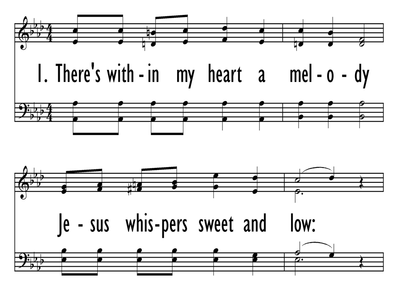 1. There's with - in my heart a mel - o - dy
Je - sus whis-pers sweet and low: